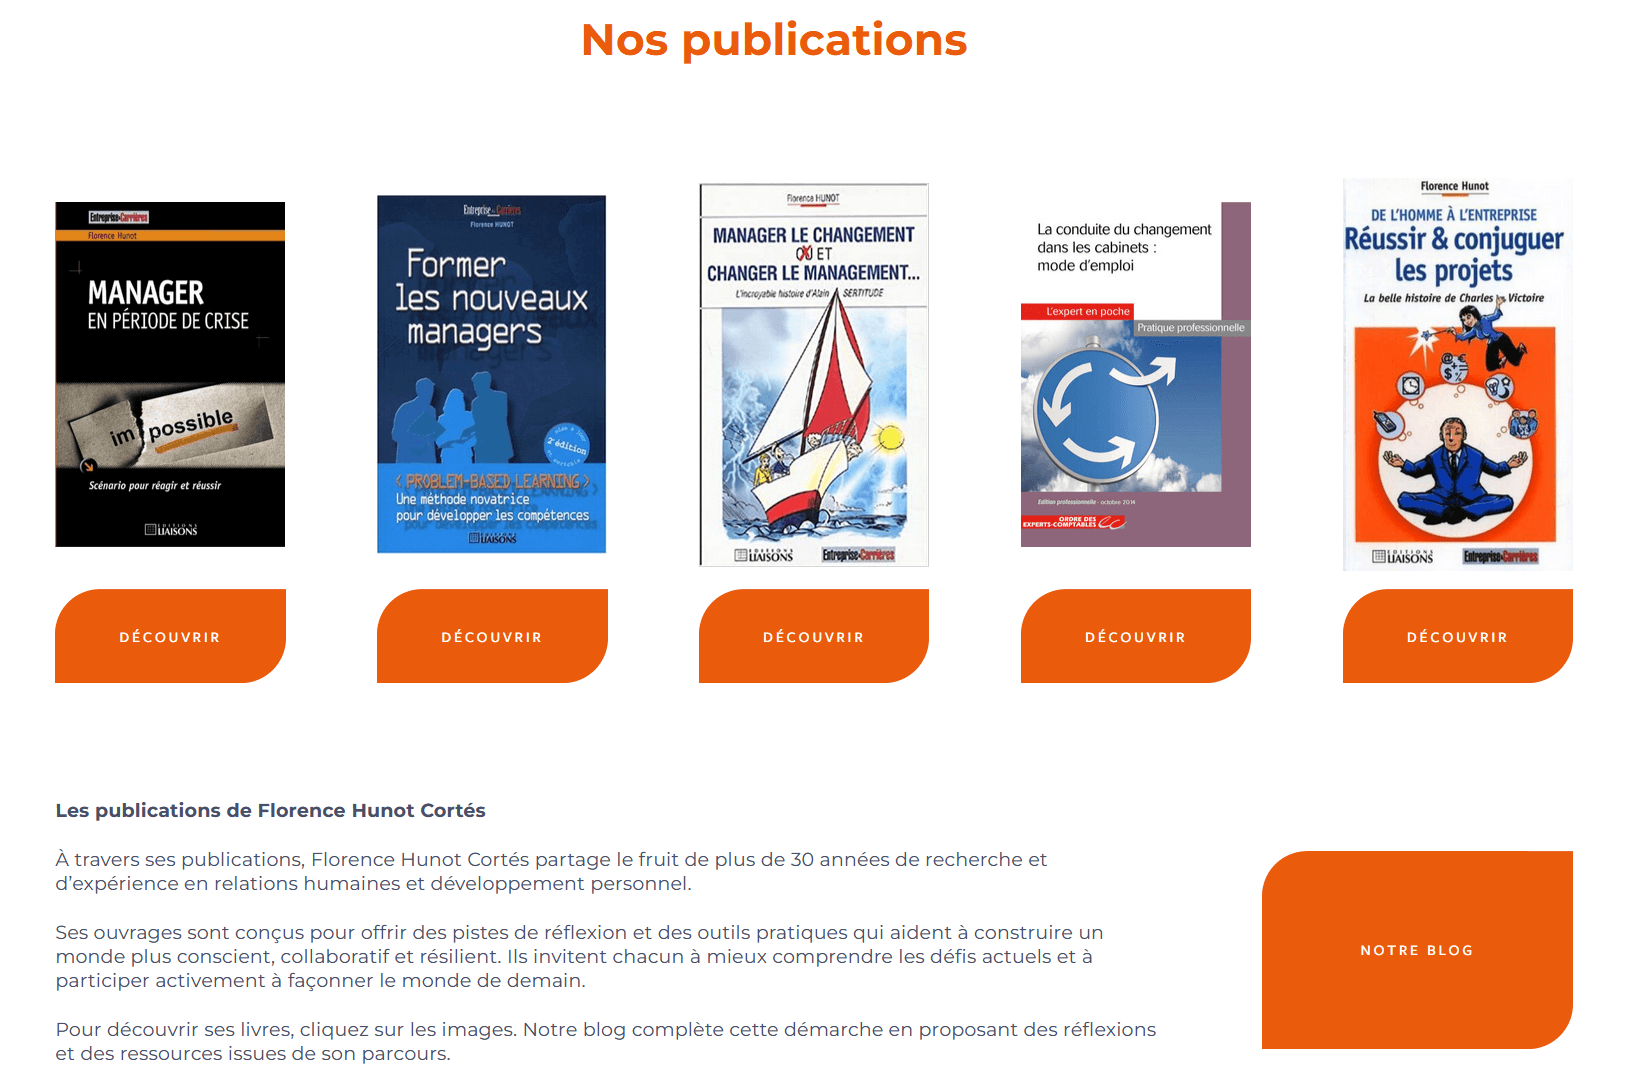 Nos publications
Entreprise&Carrières
Florence Hunot
MANAGER
EN PÉRIODE DE CRISE
im possible
Scénario pour réagir et réussir
ÉDITIONS
LIAISONS
Entreprise & Carrières
Florence HUNOT
Former
les nouveaux
managers
2e édition
< PROBLEM-BASED LEARNING >
Une méthode novatrice
pour développer les compétences
ÉDITIONS
LIAISONS
Florence HUNOT
MANAGER LE CHANGEMENT
OU ET
CHANGER LE MANAGEMENT...
L'incroyable histoire d'Alain SERTITUDE
ÉDITIONS
LIAISONS
Entreprise&Carrières
La conduite du changement
dans les cabinets :
mode d'emploi
L'expert en poche
Pratique professionnelle
Edition professionnelle - octobre 2014
ORDRE DES
EXPERTS-COMPTABLES
Florence Hunot
DE L'HOMME À L'ENTREPRISE
Réussir & conjuguer
les projets
La belle histoire de Charles Victoire
@ €
$ %
ÉDITIONS
LIAISONS
Entreprise&Carrières
DÉCOUVRIR
DÉCOUVRIR
DÉCOUVRIR
DÉCOUVRIR
DÉCOUVRIR
Les publications de Florence Hunot Cortés
À travers ses publications, Florence Hunot Cortés partage le fruit de plus de 30 années de recherche et
d'expérience en relations humaines et développement personnel.
Ses ouvrages sont conçus pour offrir des pistes de réflexion et des outils pratiques qui aident à construire un
monde plus conscient, collaboratif et résilient. Ils invitent chacun à mieux comprendre les défis actuels et à
participer activement à façonner le monde de demain.
Pour découvrir ses livres, cliquez sur les images. Notre blog complète cette démarche en proposant des réflexions
et des ressources issues de son parcours.
NOTRE BLOG